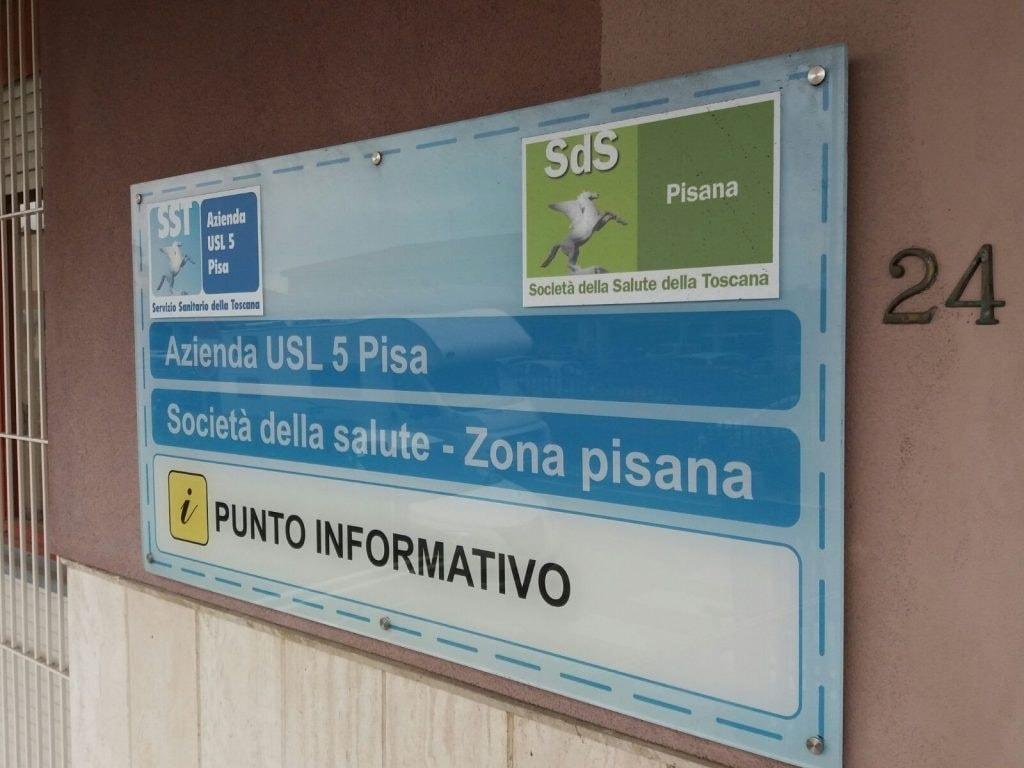 SST
Azienda
USL 5
Pisa
Servizio Sanitario della Toscana
SdS
Pisana
Società della Salute della Toscana
Azienda USL 5 Pisa
Società della salute - Zona pisana
i PUNTO INFORMATIVO
24